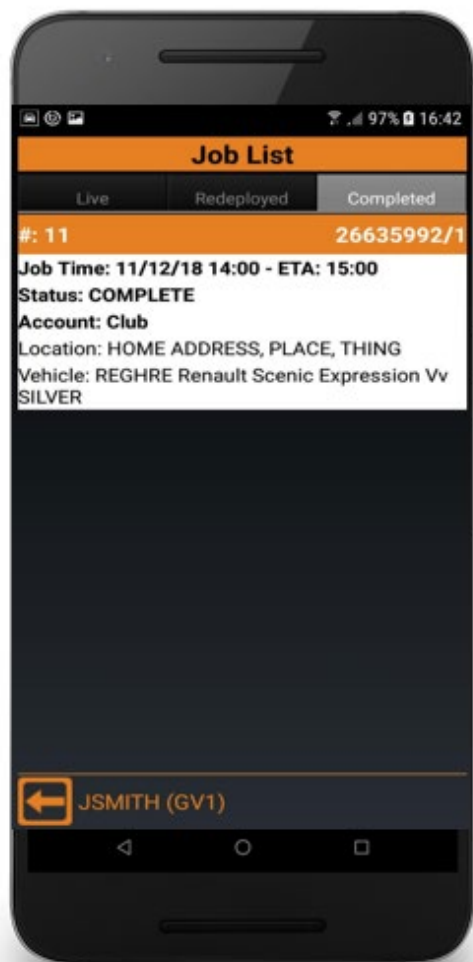 97% 16:42
Job List
Live Redeployed Completed
#: 11 26635992/1
Job Time: 11/12/18 14:00 - ETA: 15:00
Status: COMPLETE
Account: Club
Location: HOME ADDRESS, PLACE, THING
Vehicle: REGHRE Renault Scenic Expression Vv
SILVER
JSMITH (GV1)